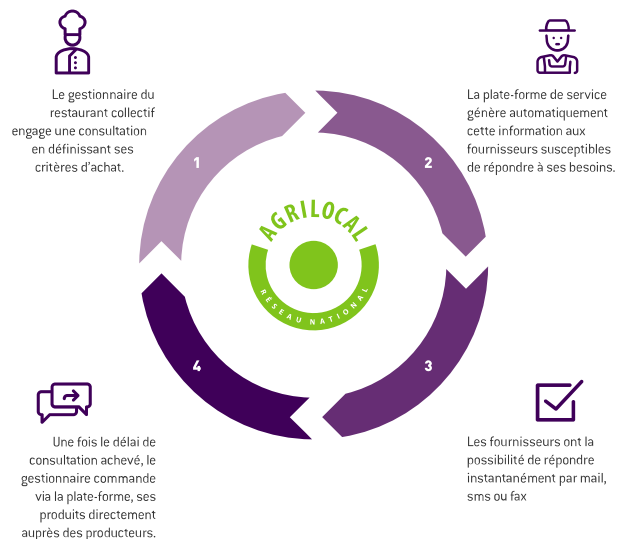 Le gestionnaire du
restaurant collectif
engage une consultation
en définissant ses
critères d'achat.
1
La plate-forme de service
génère automatiquement
cette information aux
fournisseurs susceptibles
de répondre à ses besoins.
2
AGRILOCAL
RÉSEAU NATIONAL
3
Les fournisseurs ont la
possibilité de répondre
instantanément par mail,
sms ou fax
4
Une fois le délai de
consultation achevé, le
gestionnaire commande
via la plate-forme, ses
produits directement
auprès des producteurs.